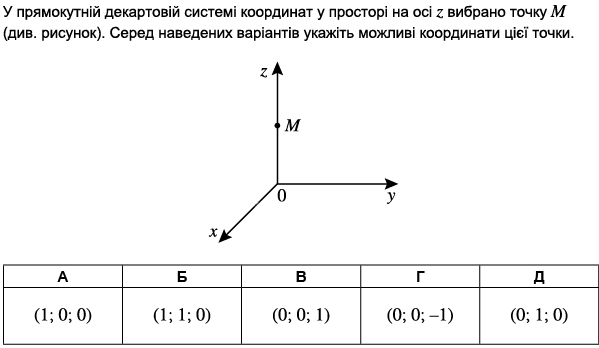 У прямокутній декартовій системі координат у просторі на осі z вибрано точку M
(див. рисунок). Серед наведених варіантів укажіть можливі координати цієї точки.
z
M
0
y
x
А Б В Г Д
(1; 0; 0) (1; 1; 0) (0; 0; 1) (0; 0; –1) (0; 1; 0)